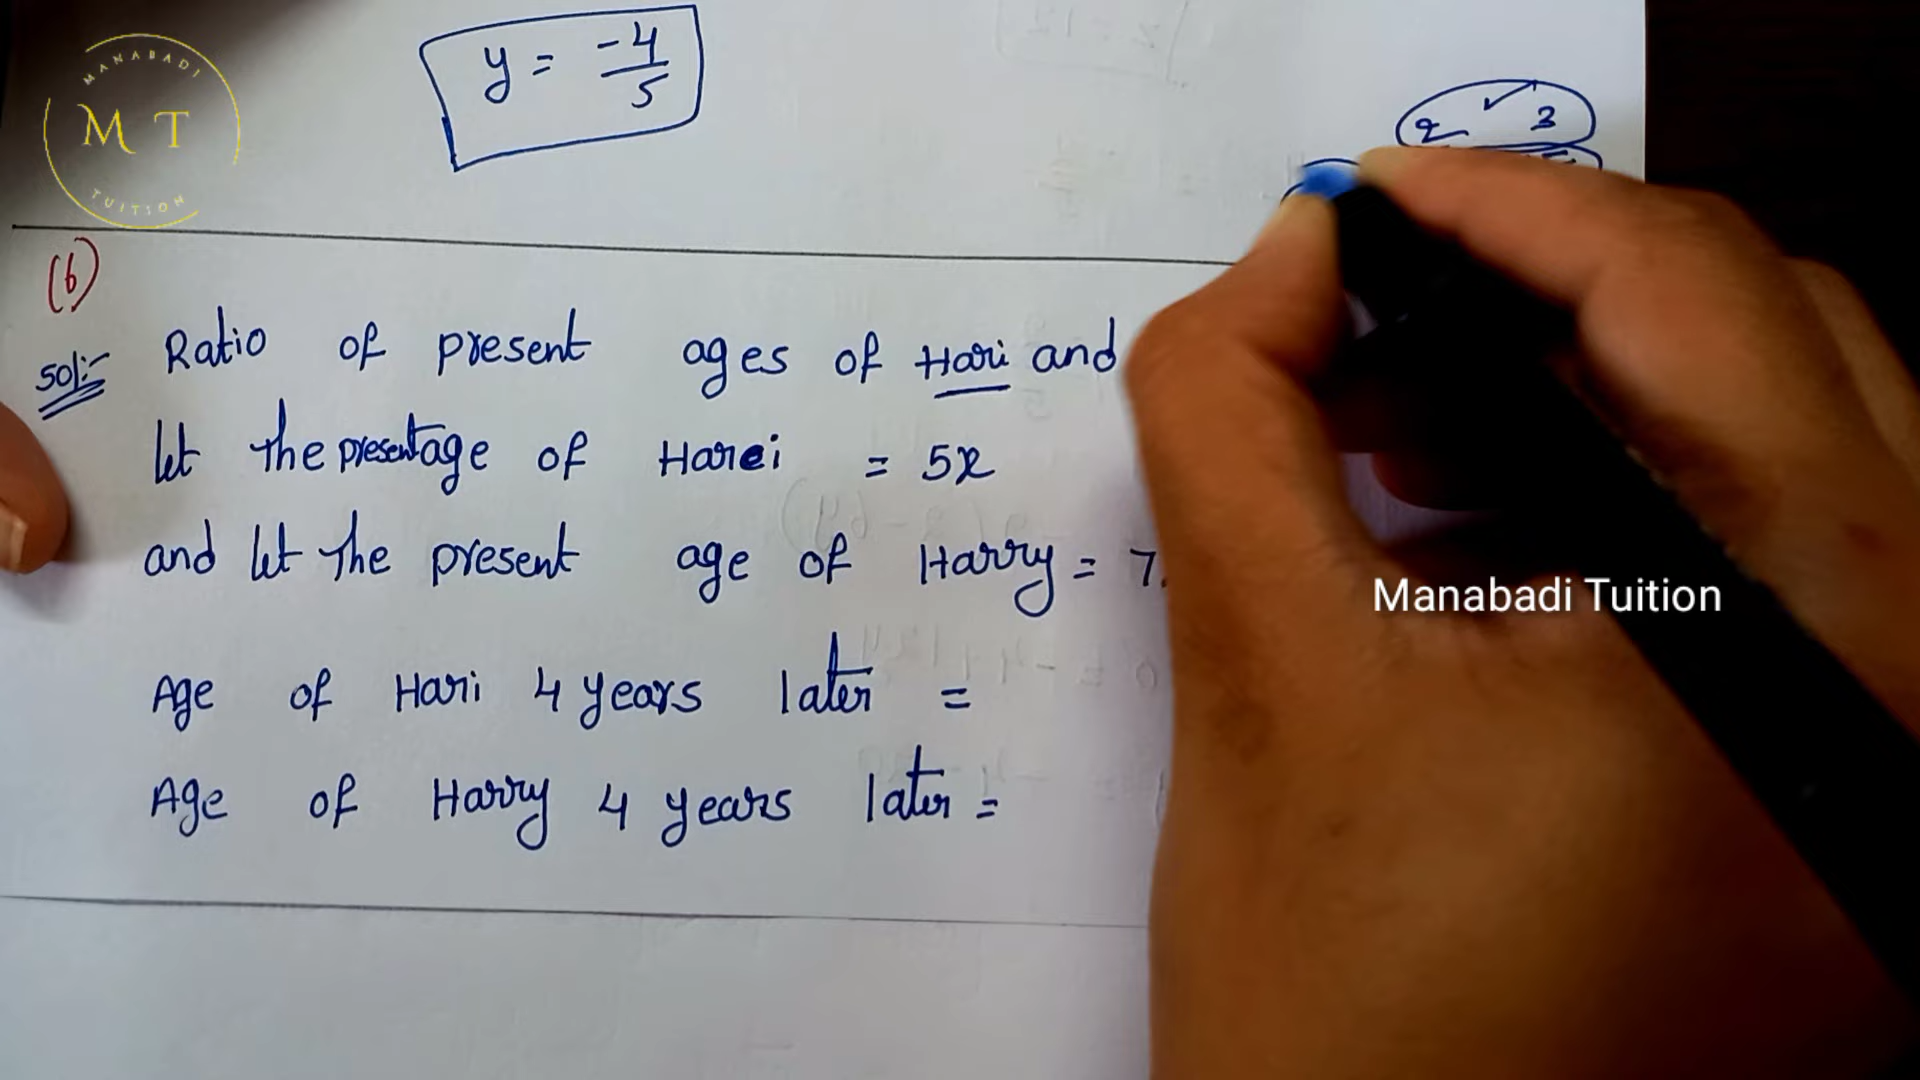 MANABADI
M T
TUITION
y = -4/5
2 3
(6)
Sol:- Ratio of present ages of Hari and
let the present age of Harei = 5x
and let the present age of Harry = 7
Age of Hari 4 years later =
Age of Harry 4 years later =
Manabadi Tuition